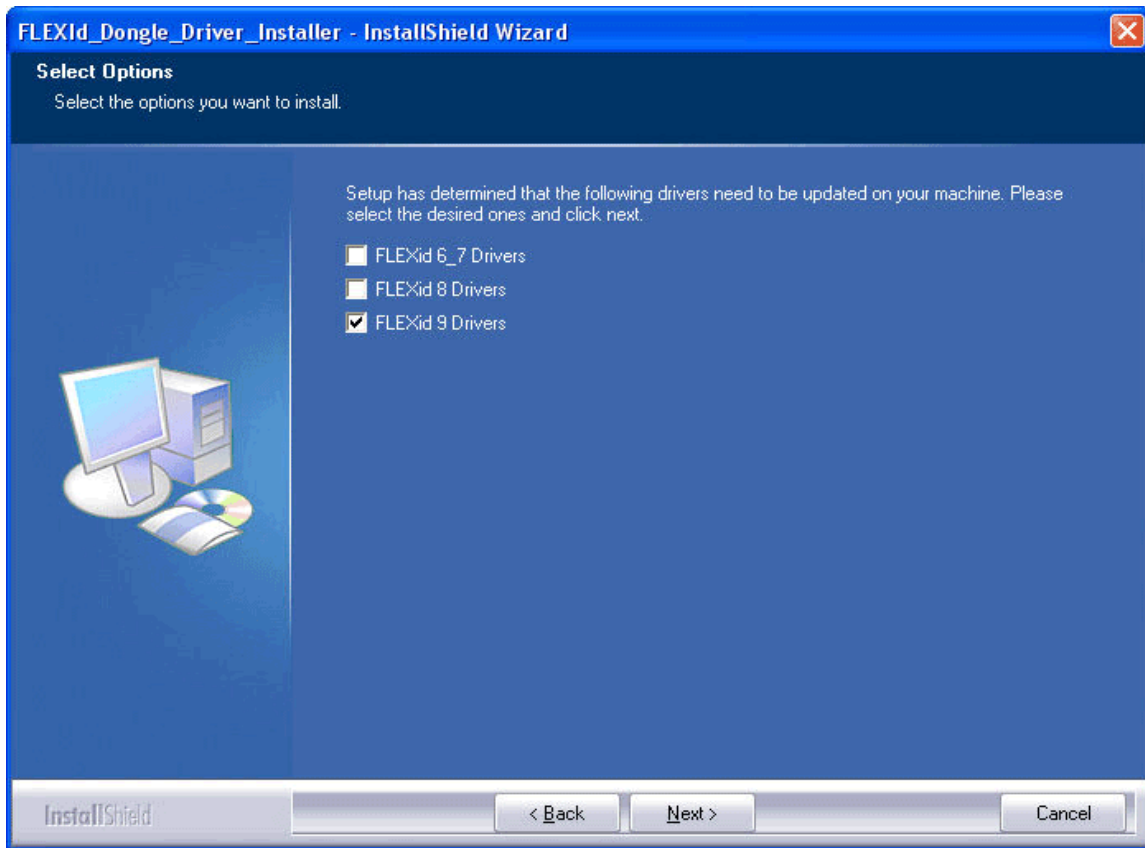 FLEXId_Dongle_Driver_Installer - InstallShield Wizard
Select Options
Select the options you want to install.
Setup has determined that the following drivers need to be updated on your machine. Please
select the desired ones and click next.
FLEXid 6_7 Drivers
FLEXid 8 Drivers
FLEXid 9 Drivers
InstallShield
< Back
Next >
Cancel